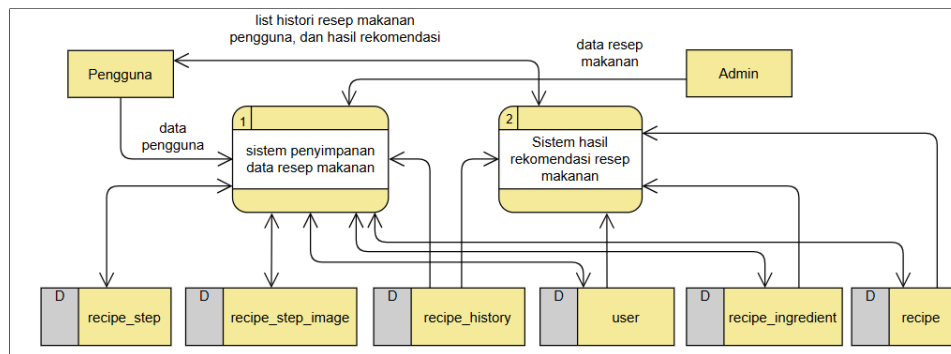 list histori resep makanan
pengguna, dan hasil rekomendasi
data resep
makanan
Pengguna
Admin
1
2
data
pengguna
sistem penyimpanan
data resep makanan
Sistem hasil
rekomendasi resep
makanan
D
recipe_step
D
recipe_step_image
D
recipe_history
D
user
D
recipe_ingredient
D
recipe